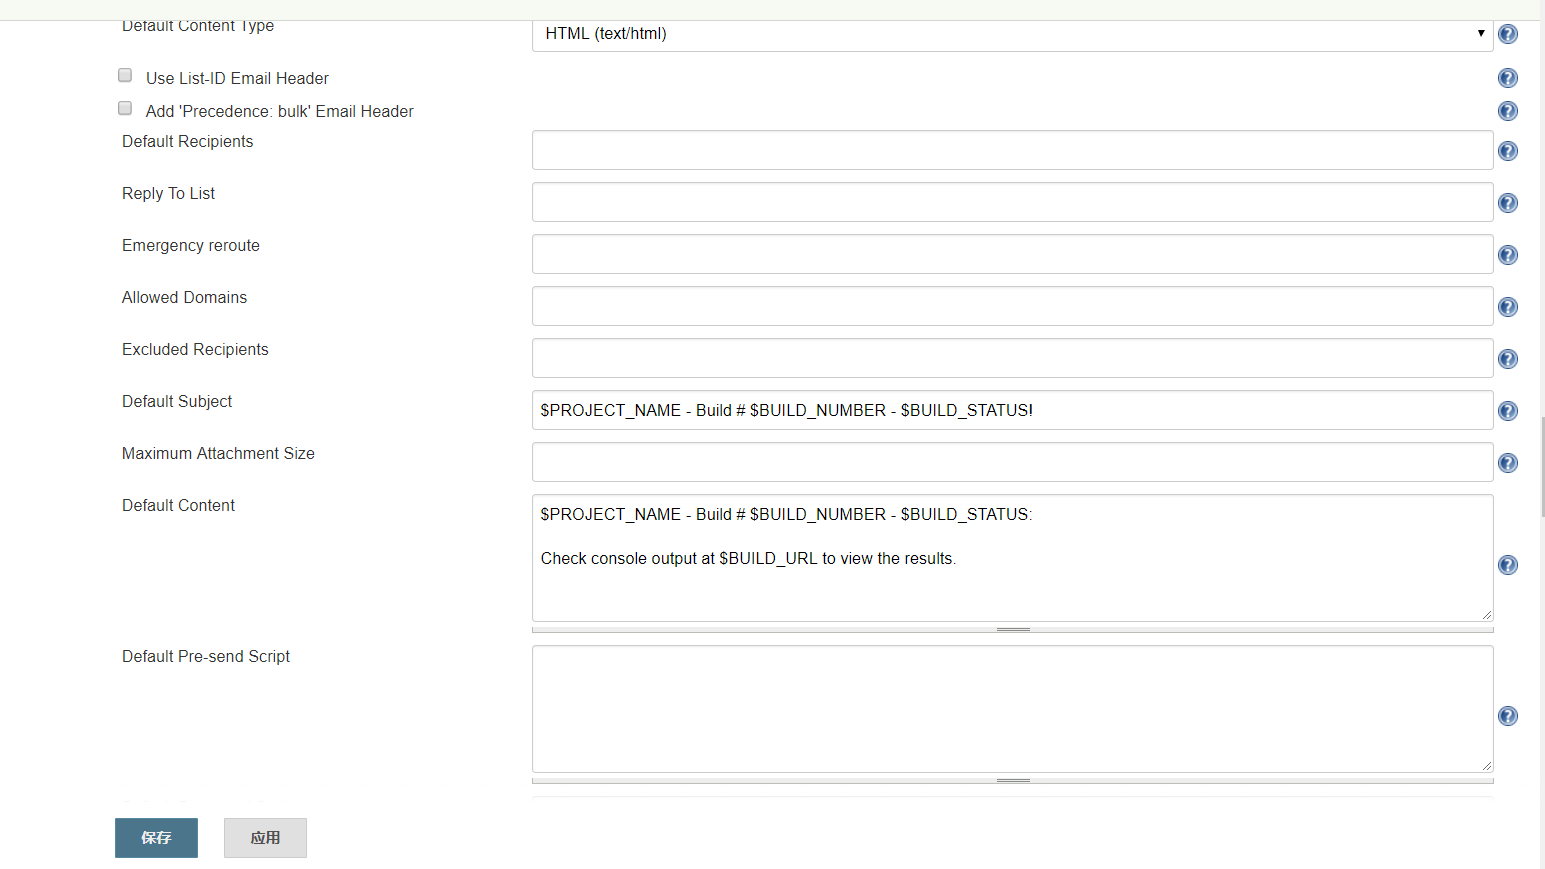 Default Content Type
HTML (text/html)
Use List-ID Email Header
Add 'Precedence: bulk' Email Header
Default Recipients
Reply To List
Emergency reroute
Allowed Domains
Excluded Recipients
Default Subject
$PROJECT_NAME - Build # $BUILD_NUMBER - $BUILD_STATUS!
Maximum Attachment Size
Default Content
$PROJECT_NAME - Build # $BUILD_NUMBER - $BUILD_STATUS:
Check console output at $BUILD_URL to view the results.
Default Pre-send Script
保存
应用